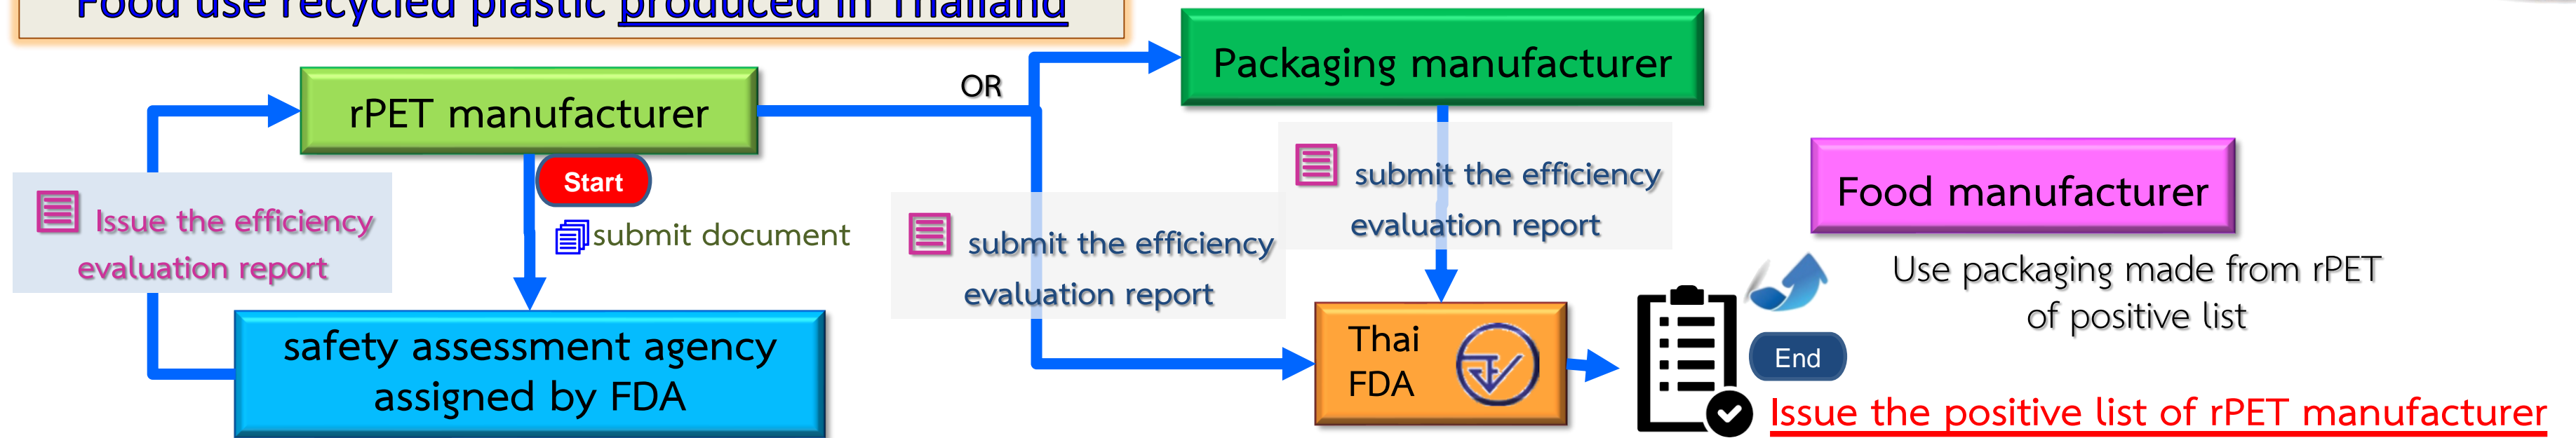 Food use recycled plastic produced in Thailand
Packaging manufacturer
OR
rPET manufacturer
Start
submit document
Issue the efficiency
evaluation report
safety assessment agency
assigned by FDA
submit the efficiency
evaluation report
submit the efficiency
evaluation report
Thai
FDA
Food manufacturer
Use packaging made from rPET
of positive list
End
Issue the positive list of rPET manufacturer